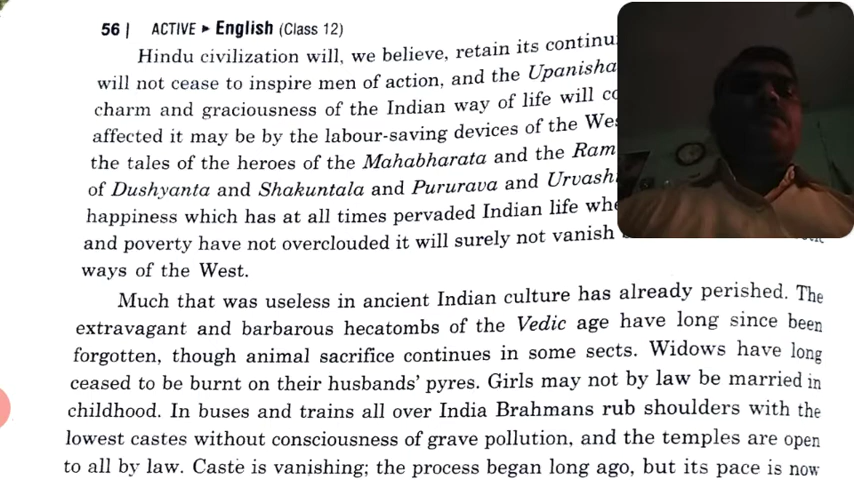 56 | ACTIVE ▸ English (Class 12)
Hindu civilization will, we believe, retain its
will not cease to inspire men of action, and the
charm and graciousness of the Indian way of life will
affected it may be by the labour-saving devices of the
the tales of the heroes of the Mahabharata and the
of Dushyanta and Shakuntala and Pururava and
happiness which has at all times pervaded Indian life
and poverty have not overclouded it will surely not vanish
ways of the West.
Much that was useless in ancient Indian culture has already perished. The
extravagant and barbarous hecatombs of the Vedic age have long since been
forgotten, though animal sacrifice continues in some sects. Widows have long
ceased to be burnt on their husbands' pyres. Girls may not by law be married in
childhood. In buses and trains all over India Brahmans rub shoulders with the
lowest castes without consciousness of grave pollution, and the temples are open
to all by law. Caste is vanishing; the process began long ago, but its pace is now